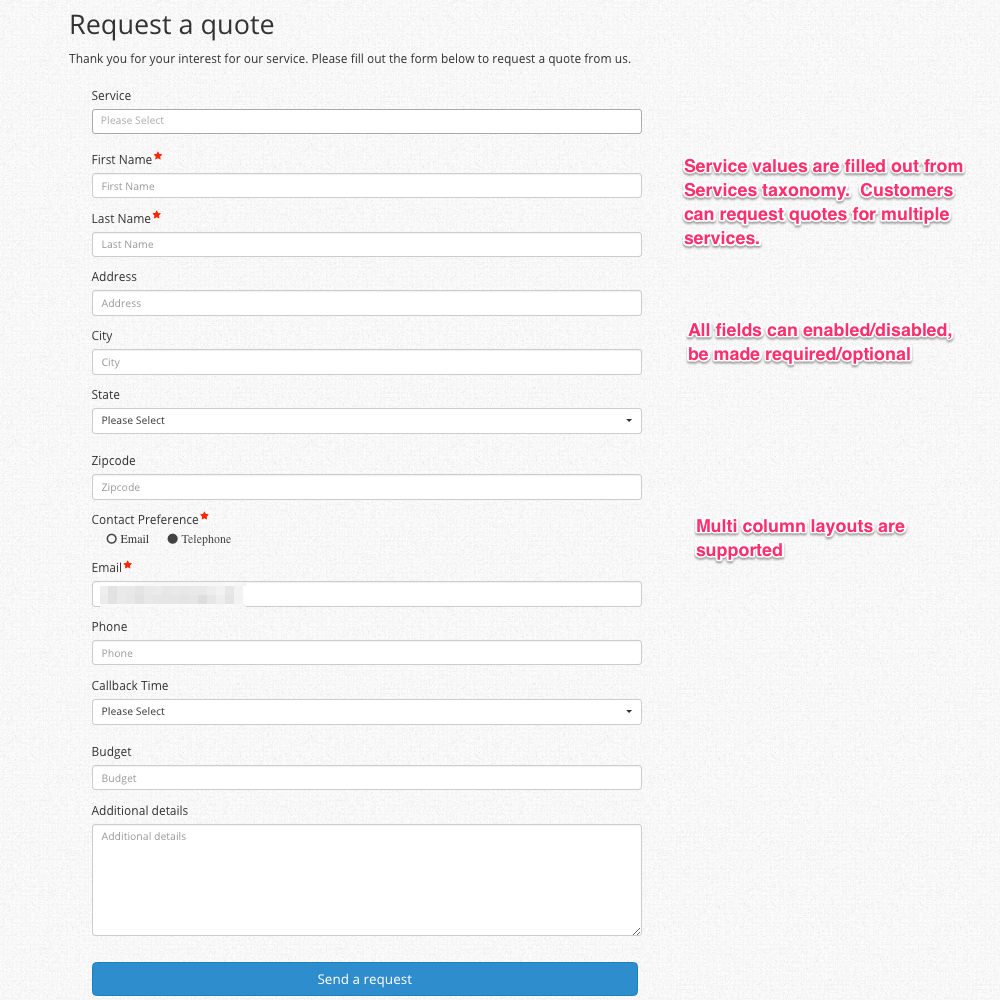 Request a quote
Thank you for your interest for our service. Please fill out the form below to request a quote from us.
Service
Please Select
First Name
First Name
Last Name
Last Name
Address
Address
City
City
State
Please Select
Zipcode
Zipcode
Contact Preference
Email Telephone
Email
Phone
Phone
Callback Time
Please Select
Budget
Budget
Additional details
Additional details
Send a request
Service values are filled out from
Services taxonomy. Customers
can request quotes for multiple
services.
All fields can enabled/disabled,
be made required/optional
Multi column layouts are
supported